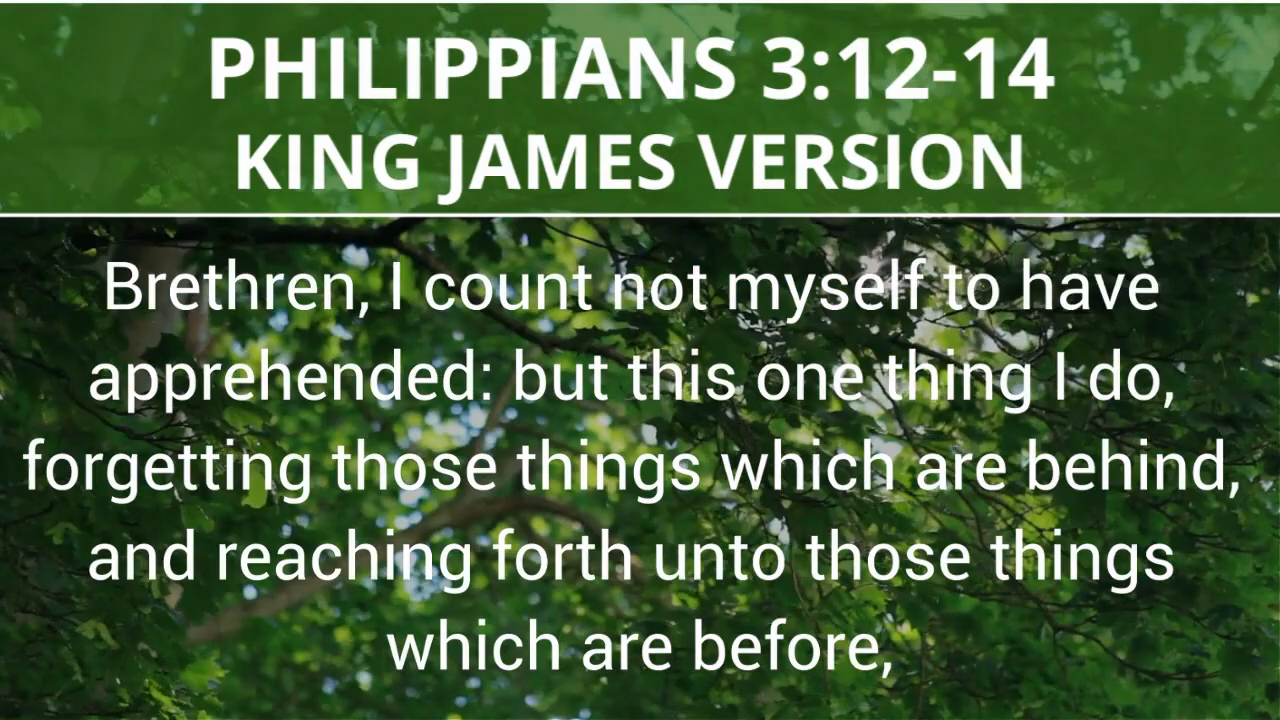 PHILIPPIANS 3:12-14
KING JAMES VERSION
Brethren, I count not myself to have
apprehended: but this one thing I do,
forgetting those things which are behind,
and reaching forth unto those things
which are before,